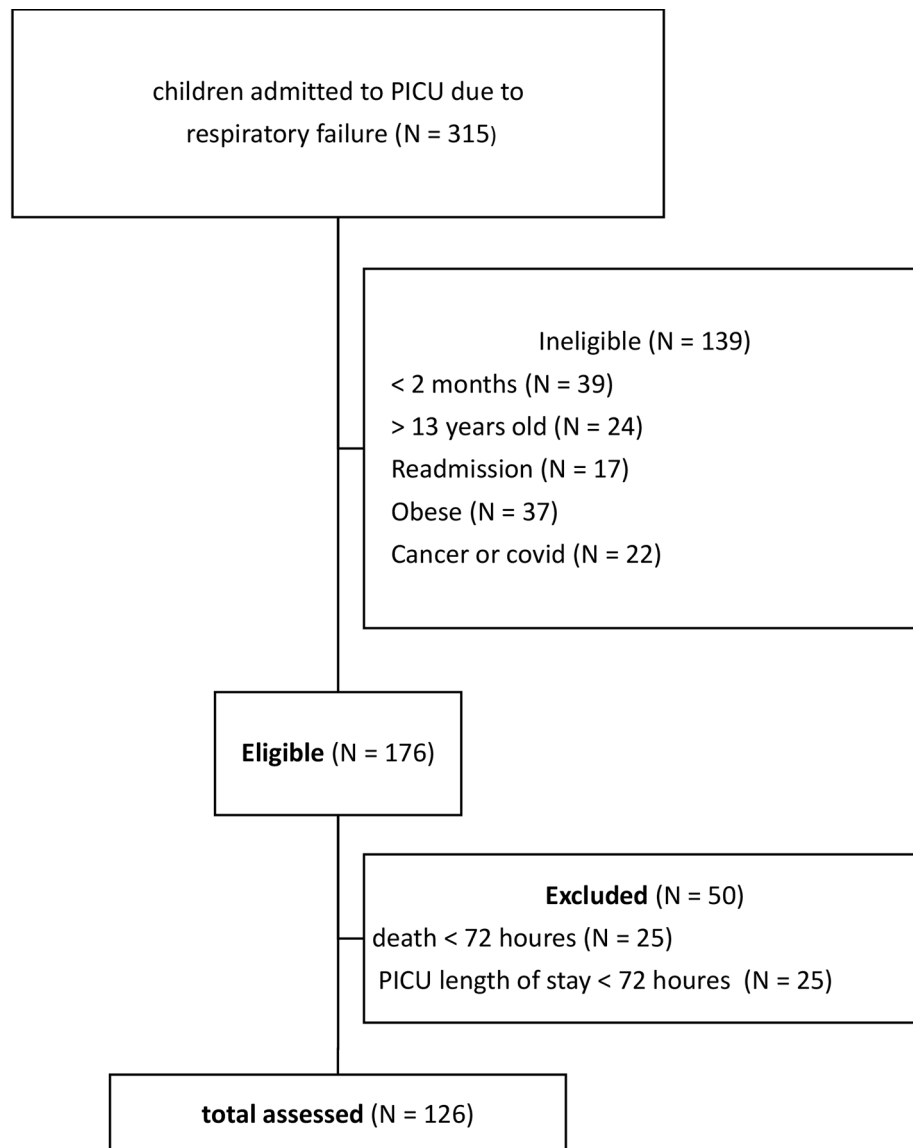 children admitted to PICU due to
respiratory failure (N = 315)
Ineligible (N = 139)
< 2 months (N = 39)
> 13 years old (N = 24)
Readmission (N = 17)
Obese (N = 37)
Cancer or covid (N = 22)
Eligible (N = 176)
Excluded (N = 50)
death < 72 houres (N = 25)
PICU length of stay < 72 houres (N = 25)
total assessed (N = 126)